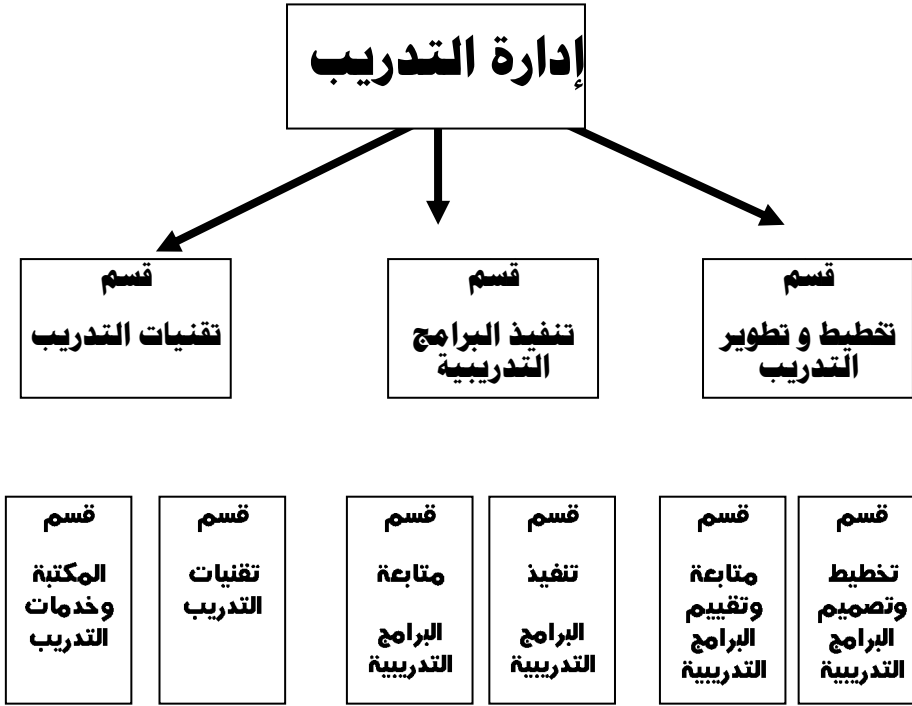 إدارة التدريب
قسم
تخطيط و تطوير
التدريب
قسم
تنفيذ البرامج
التدريبية
قسم
تقنيات التدريب
قسم
تخطيط
وتصميم
البرامج
التدريبية
قسم
متابعة
وتقييم
البرامج
التدريبية
قسم
تنفيذ
البرامج
التدريبية
قسم
متابعة
البرامج
التدريبية
قسم
تقنيات
التدريب
قسم
المكتبة
وخدمات
التدريب